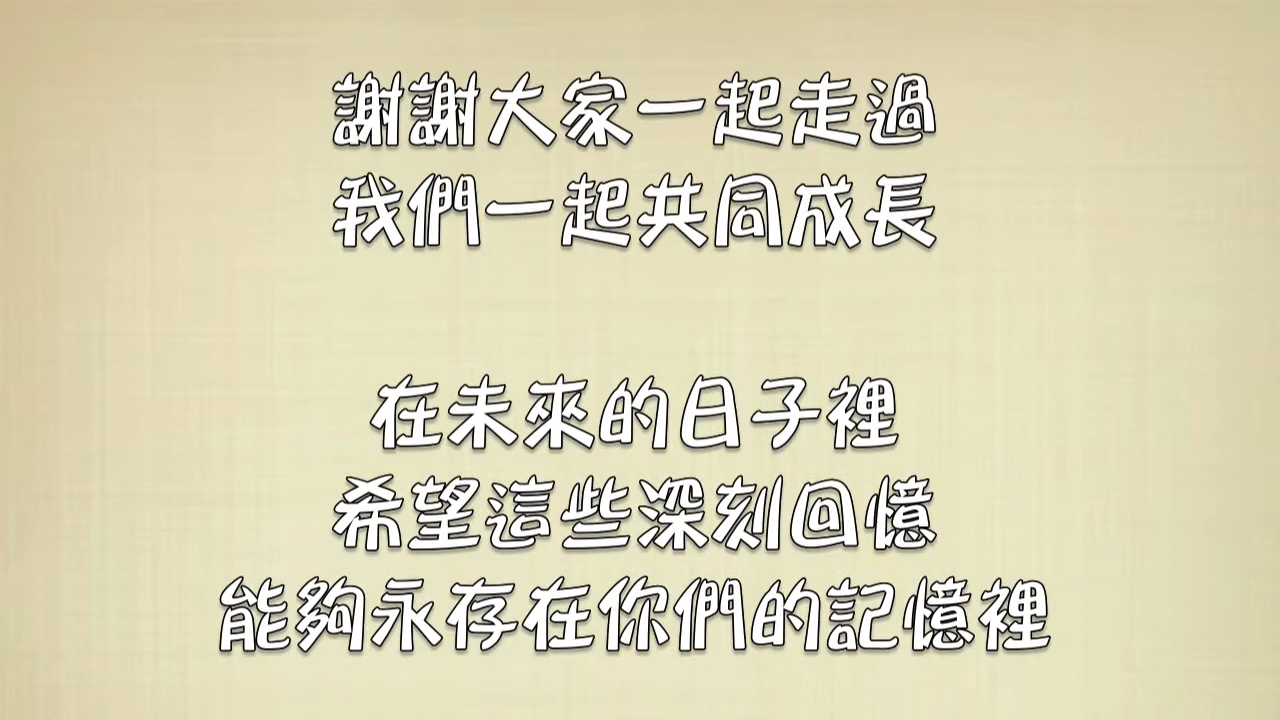 謝謝大家一起走過
我們一起共同成長
在未來的日子裡
希望這些深刻回憶
能夠永存在你們的記憶裡